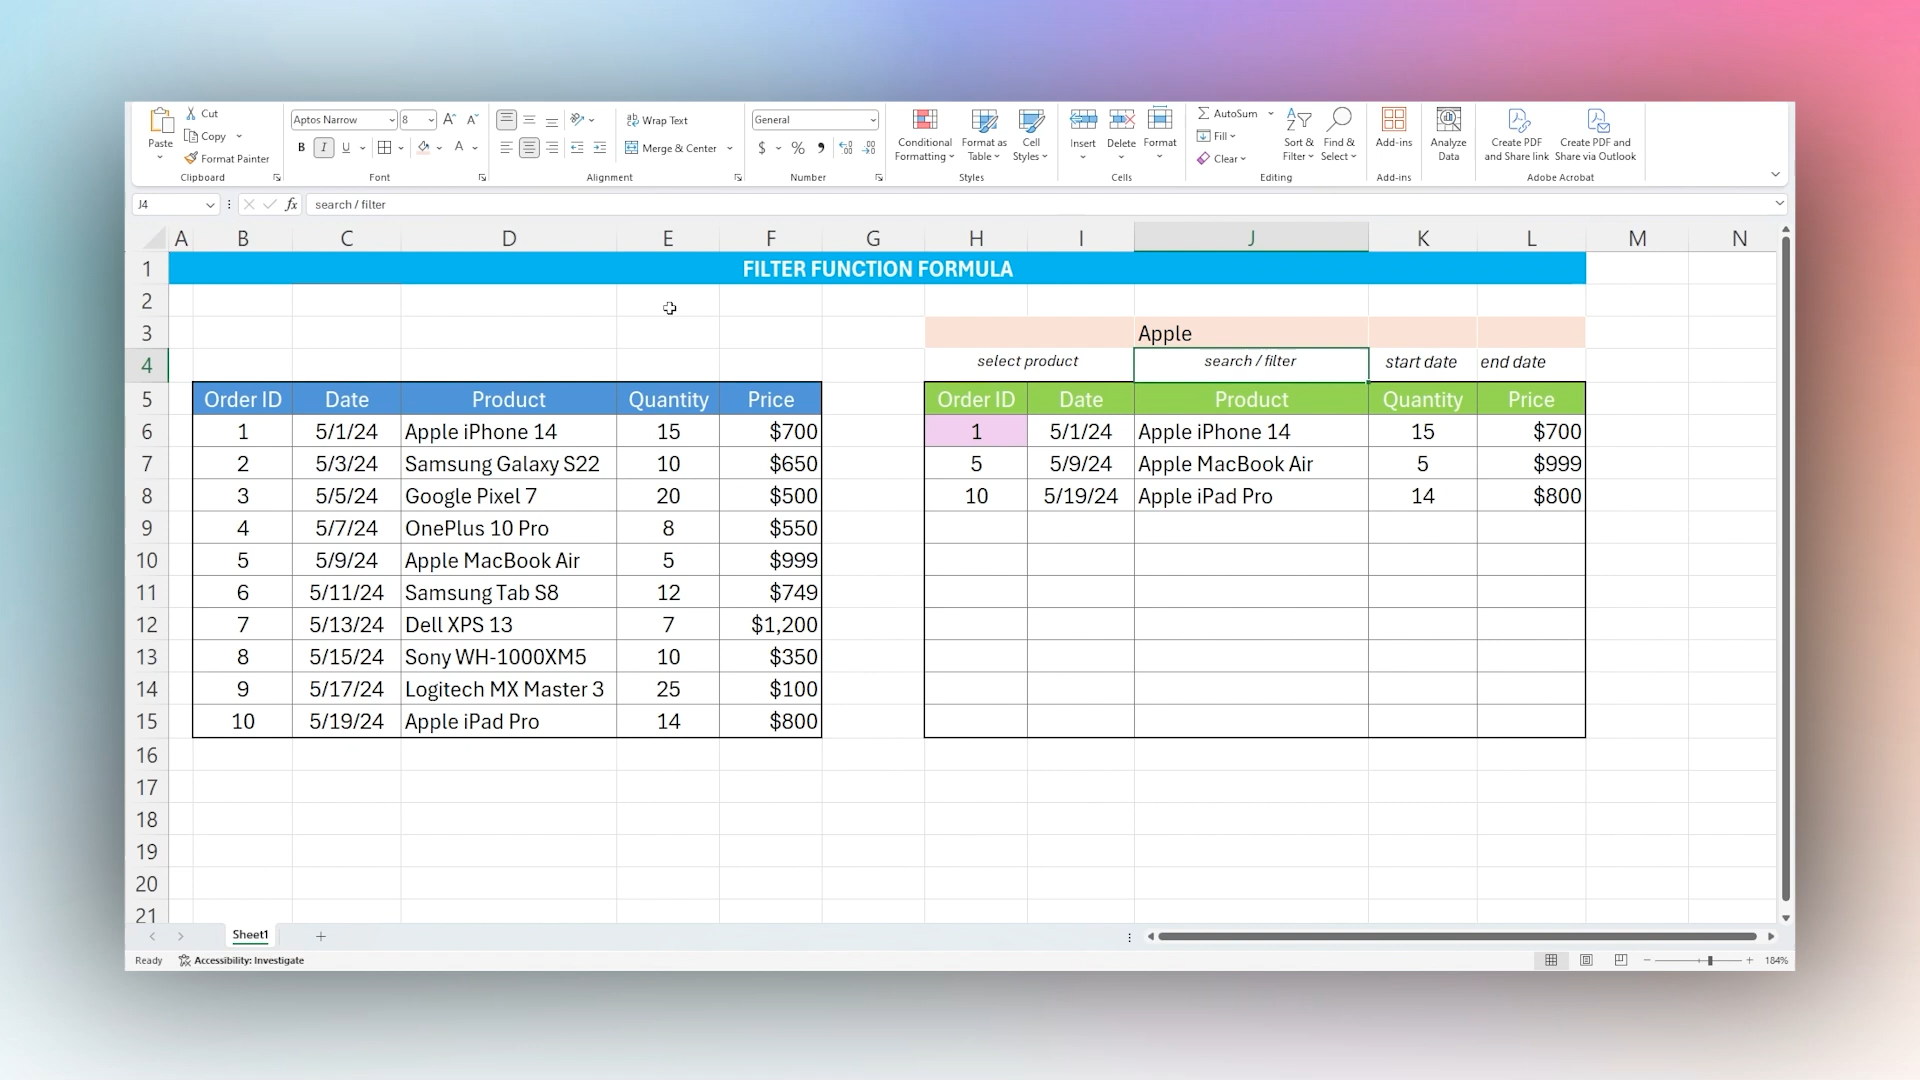 Cut
Copy
Format Painter
Paste
Clipboard
Aptos Narrow 8
B I U
Font
Wrap Text
Merge & Center
Alignment
General
$ % ,
Number
Conditional Formatting
Format as Table
Cell Styles
Styles
Insert Delete Format
Cells
AutoSum
Fill
Clear
Sort & Filter
Find & Select
Editing
Add-ins
Add-ins
Analyze Data
Create PDF and Share link
Create PDF and Share via Outlook
Adobe Acrobat
J4 fx search / filter
A B C D E F G H I J K L M N
1 FILTER FUNCTION FORMULA
2
3 Apple
4 select product search / filter start date end date
5 Order ID Date Product Quantity Price Order ID Date Product Quantity Price
6 1 5/1/24 Apple iPhone 14 15 $700 1 5/1/24 Apple iPhone 14 15 $700
7 2 5/3/24 Samsung Galaxy S22 10 $650 5 5/9/24 Apple MacBook Air 5 $999
8 3 5/5/24 Google Pixel 7 20 $500 10 5/19/24 Apple iPad Pro 14 $800
9 4 5/7/24 OnePlus 10 Pro 8 $550
10 5 5/9/24 Apple MacBook Air 5 $999
11 6 5/11/24 Samsung Tab S8 12 $749
12 7 5/13/24 Dell XPS 13 7 $1,200
13 8 5/15/24 Sony WH-1000XM5 10 $350
14 9 5/17/24 Logitech MX Master 3 25 $100
15 10 5/19/24 Apple iPad Pro 14 $800
16
17
18
19
20
21
Sheet1
Ready Accessibility: Investigate 184%